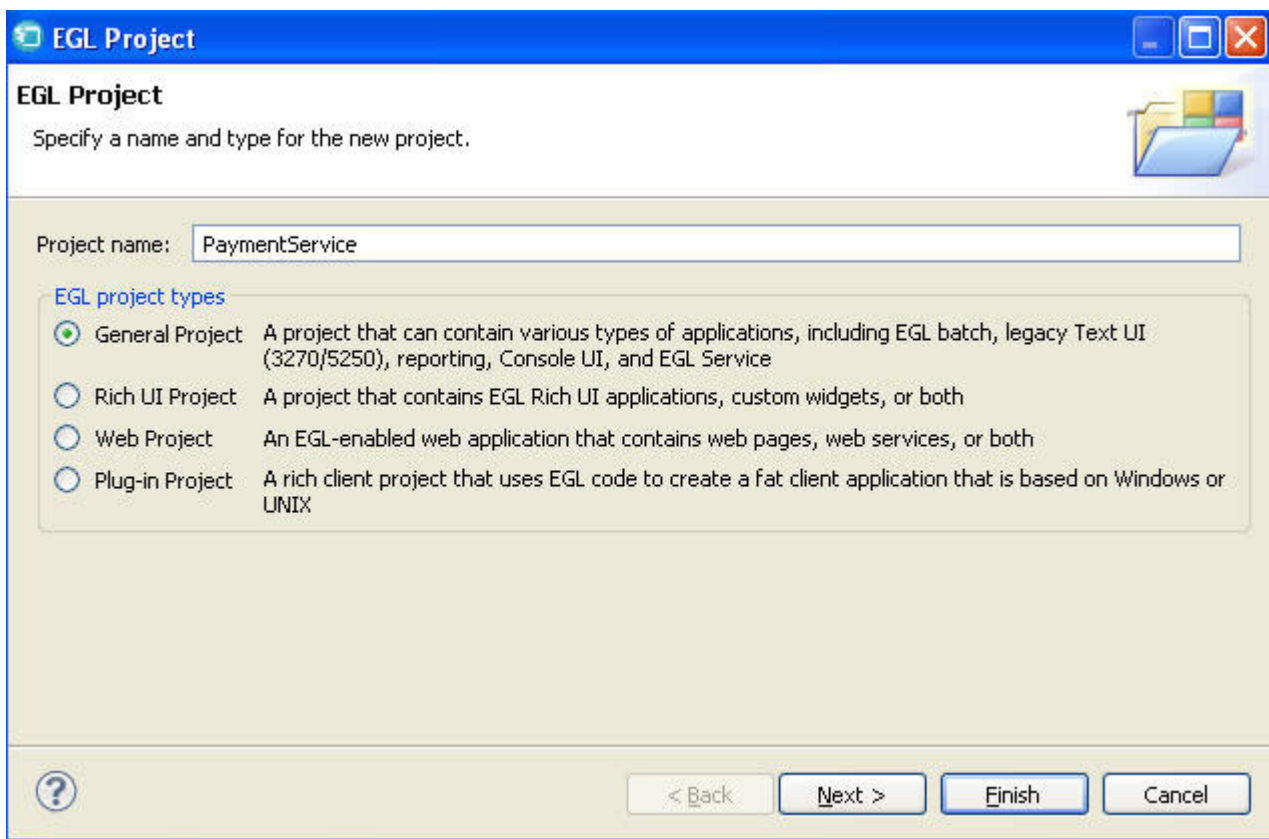 EGL Project
EGL Project
Specify a name and type for the new project.
Project name: PaymentService
EGL project types
General Project A project that can contain various types of applications, including EGL batch, legacy Text UI
(3270/5250), reporting, Console UI, and EGL Service
Rich UI Project A project that contains EGL Rich UI applications, custom widgets, or both
Web Project An EGL-enabled web application that contains web pages, web services, or both
Plug-in Project A rich client project that uses EGL code to create a fat client application that is based on Windows or
UNIX
? < Back Next > Finish Cancel